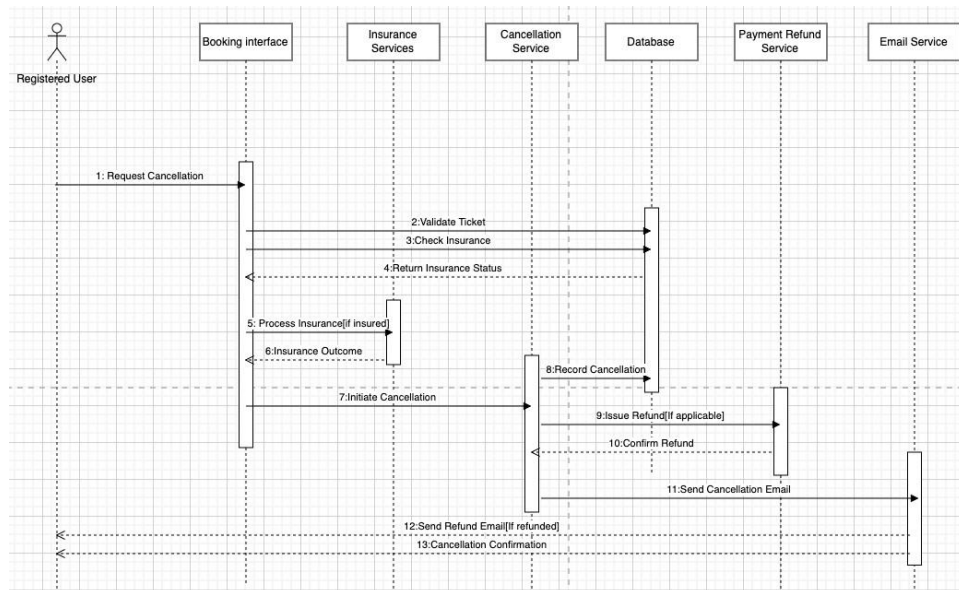 Registered User
Booking interface
Insurance
Services
Cancellation
Service
Database
Payment Refund
Service
Email Service
1: Request Cancellation
2:Validate Ticket
3:Check Insurance
4:Return Insurance Status
5: Process Insurance[if insured]
6:Insurance Outcome
8:Record Cancellation
7:Initiate Cancellation
9:Issue Refund[If applicable]
10:Confirm Refund
11:Send Cancellation Email
12:Send Refund Email[If refunded]
13:Cancellation Confirmation